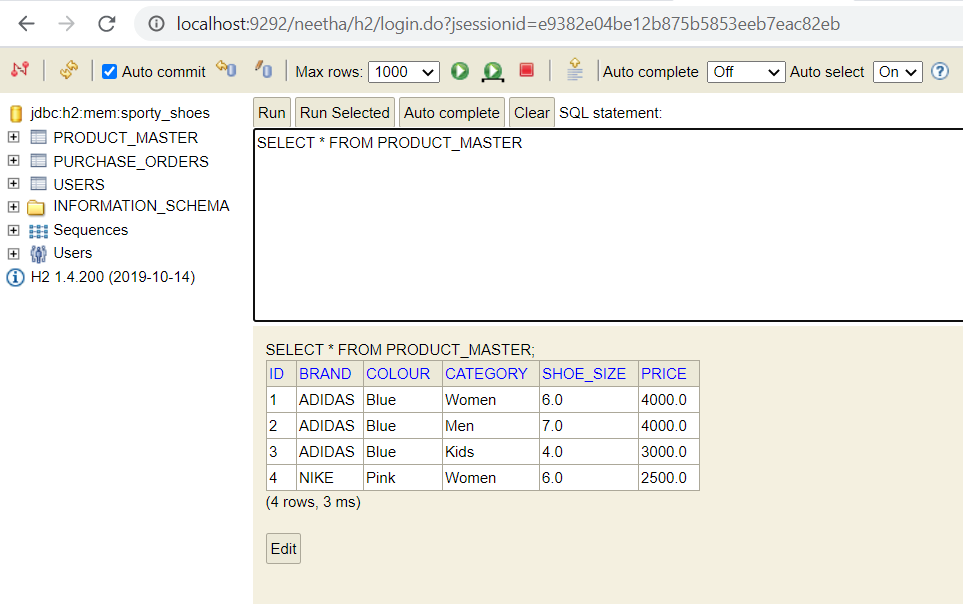 localhost:9292/neetha/h2/login.do?jsessionid=e9382e04be12b875b5853eeb7eac82eb
Auto commit Max rows: 1000 Auto complete Off Auto select On ?
jdbc:h2:mem:sporty_shoes
PRODUCT_MASTER
PURCHASE_ORDERS
USERS
INFORMATION_SCHEMA
Sequences
Users
H2 1.4.200 (2019-10-14)
Run Run Selected Auto complete Clear SQL statement:
SELECT * FROM PRODUCT_MASTER
SELECT * FROM PRODUCT_MASTER;
ID BRAND COLOUR CATEGORY SHOE_SIZE PRICE
1 ADIDAS Blue Women 6.0 4000.0
2 ADIDAS Blue Men 7.0 4000.0
3 ADIDAS Blue Kids 4.0 3000.0
4 NIKE Pink Women 6.0 2500.0
(4 rows, 3 ms)
Edit